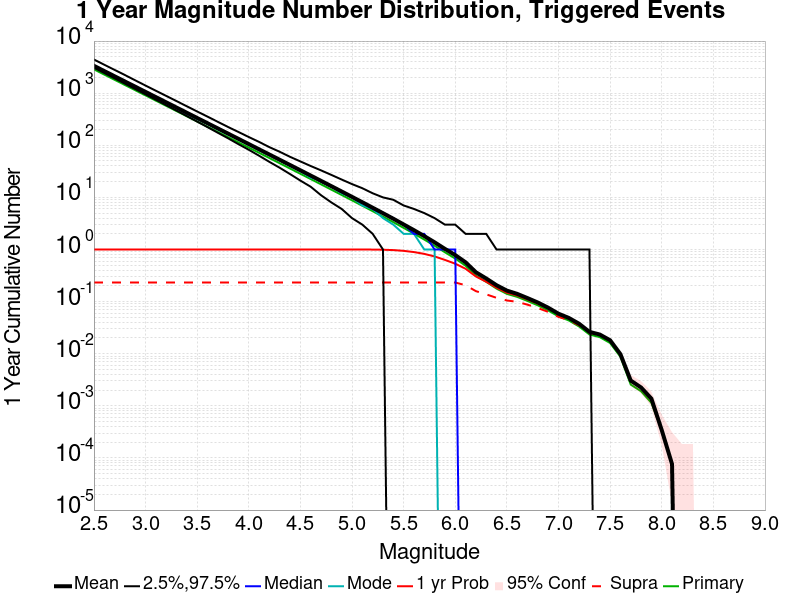 1 Year Magnitude Number Distribution, Triggered Events
1 Year Cumulative Number
10^4
10^3
10^2
10^1
10^0
10^-1
10^-2
10^-3
10^-4
10^-5
2.5 3.0 3.5 4.0 4.5 5.0 5.5 6.0 6.5 7.0 7.5 8.0 8.5 9.0
Magnitude
Mean 2.5%,97.5% Median Mode 1 yr Prob 95% Conf Supra Primary